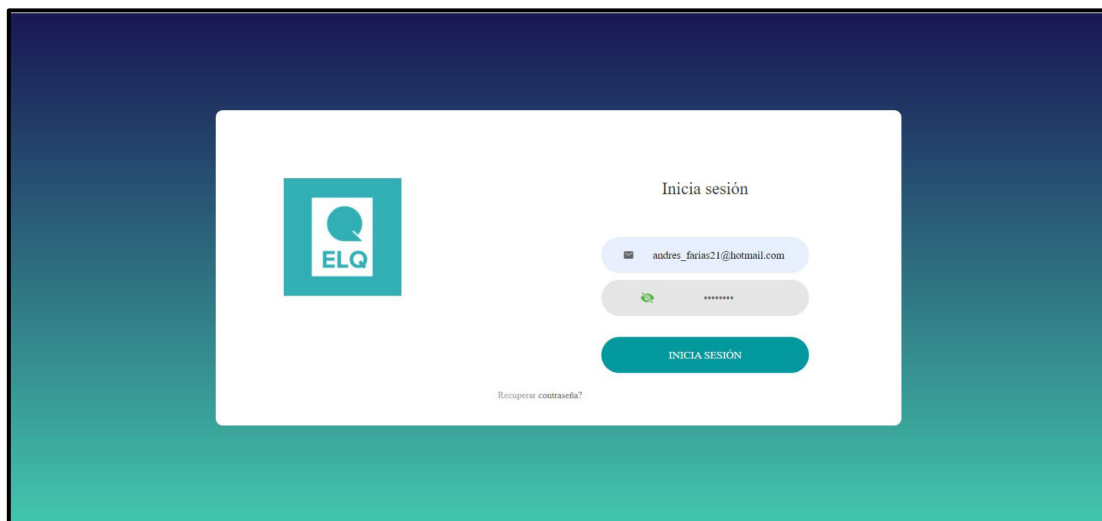 Inicia sesión
Q
ELQ
andres_farias21@hotmail.com
••••••••
INICIA SESIÓN
Recuperar contraseña?